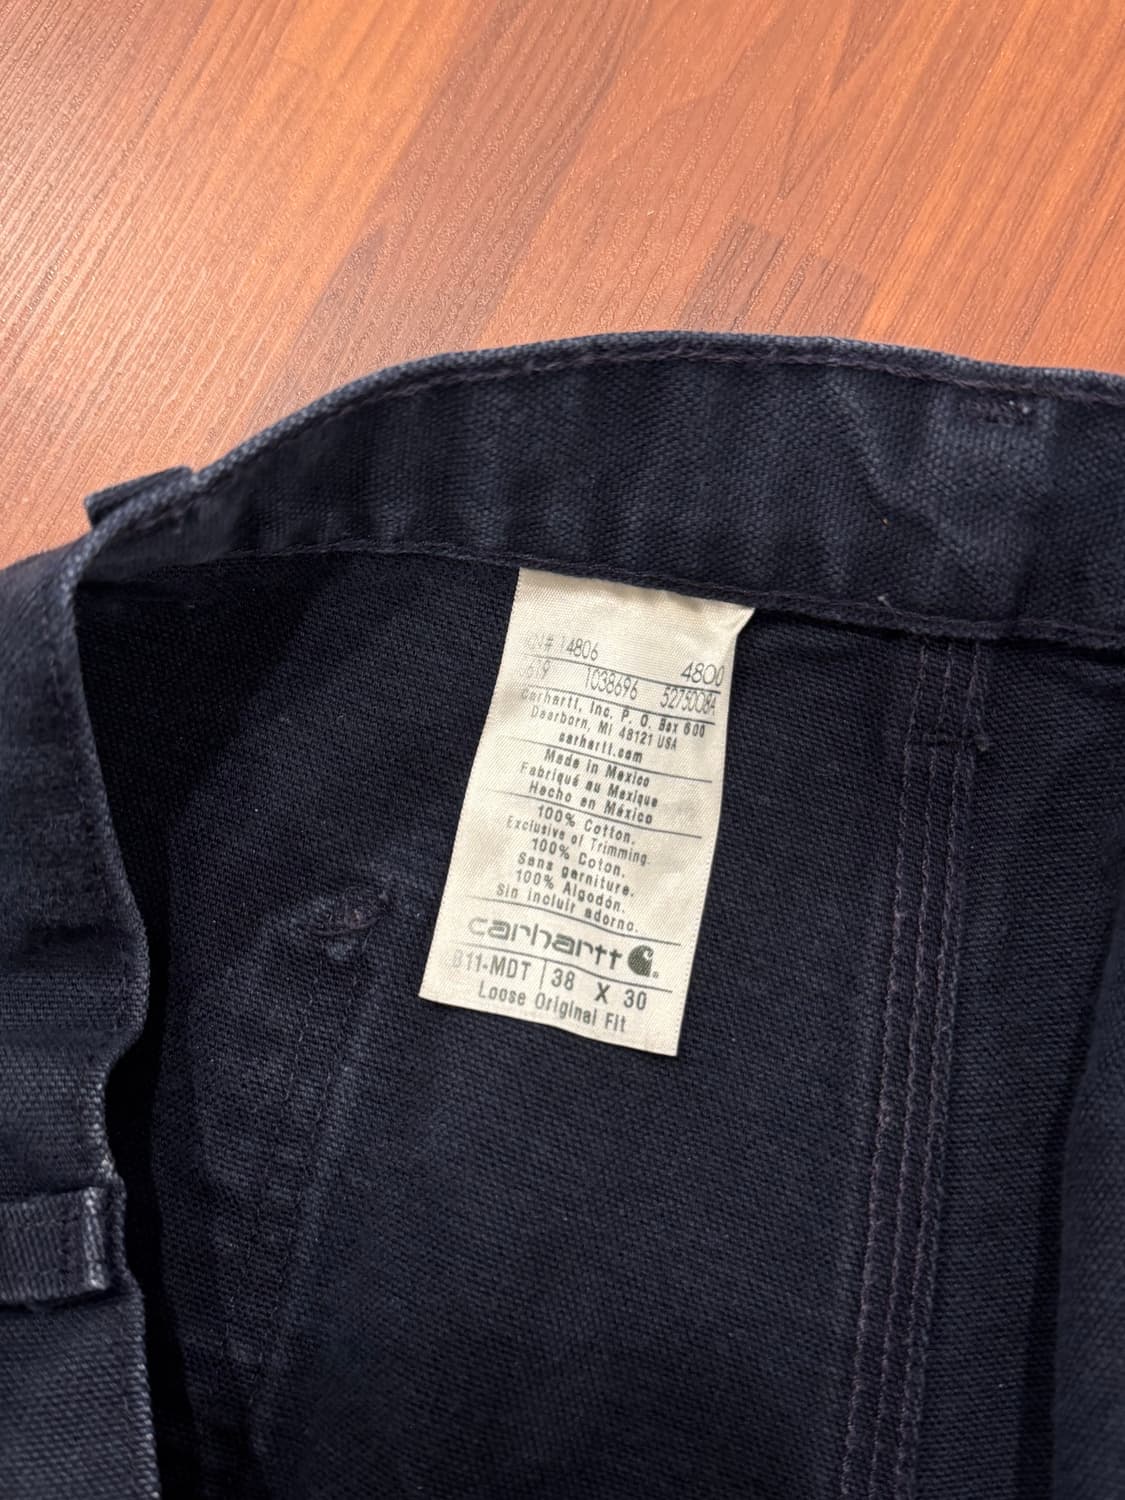 14806 4800
1038696 5275008A
Carhartt, Inc. P. O. Box 600
Dearborn, MI 48121 USA
carhartt.com
Made in Mexico
Fabriqué au Mexique
Hecho en México
100% Cotton.
Exclusive of Trimming.
100% Coton.
Sans garniture.
100% Algodón.
Sin incluir adorno.
carhartt
B11-MDT 38 X 30
Loose Original Fit